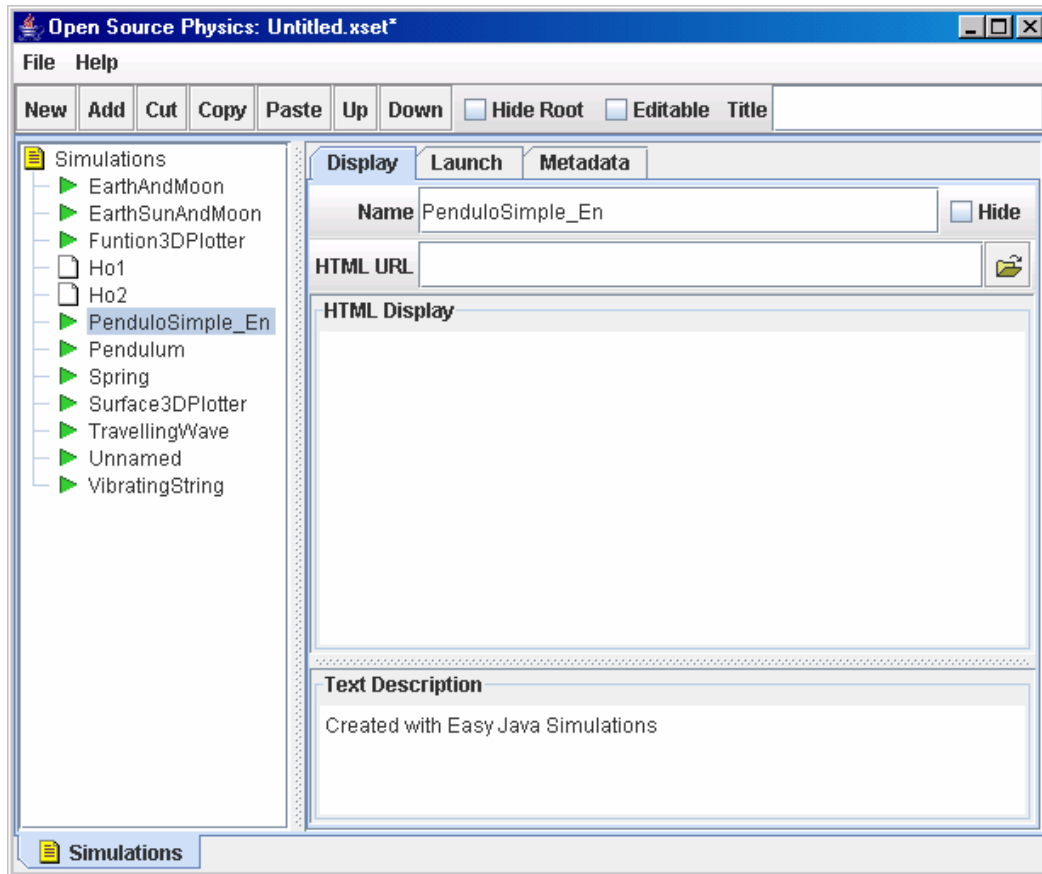 Open Source Physics: Untitled.xset*
File Help
New Add Cut Copy Paste Up Down Hide Root Editable Title
Simulations
EarthAndMoon
EarthSunAndMoon
Funtion3DPlotter
Ho1
Ho2
PenduloSimple_En
Pendulum
Spring
Surface3DPlotter
TravellingWave
Unnamed
VibratingString
Display Launch Metadata
Name PenduloSimple_En Hide
HTML URL
HTML Display
Text Description
Created with Easy Java Simulations
Simulations